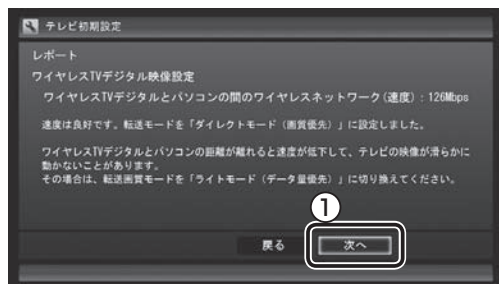 テレビ初期設定
レポート
ワイヤレスTVデジタル映像設定
ワイヤレスTVデジタルとパソコンの間のワイヤレスネットワーク(速度):126Mbps
速度は良好です。転送モードを「ダイレクトモード(画質優先)」に設定しました。
ワイヤレスTVデジタルとパソコンの距離が離れると速度が低下して、テレビの映像が滑らかに
動かないことがあります。
その場合は、転送画質モードを「ライトモード(データ量優先)」に切り換えてください。
①
戻る 次へ